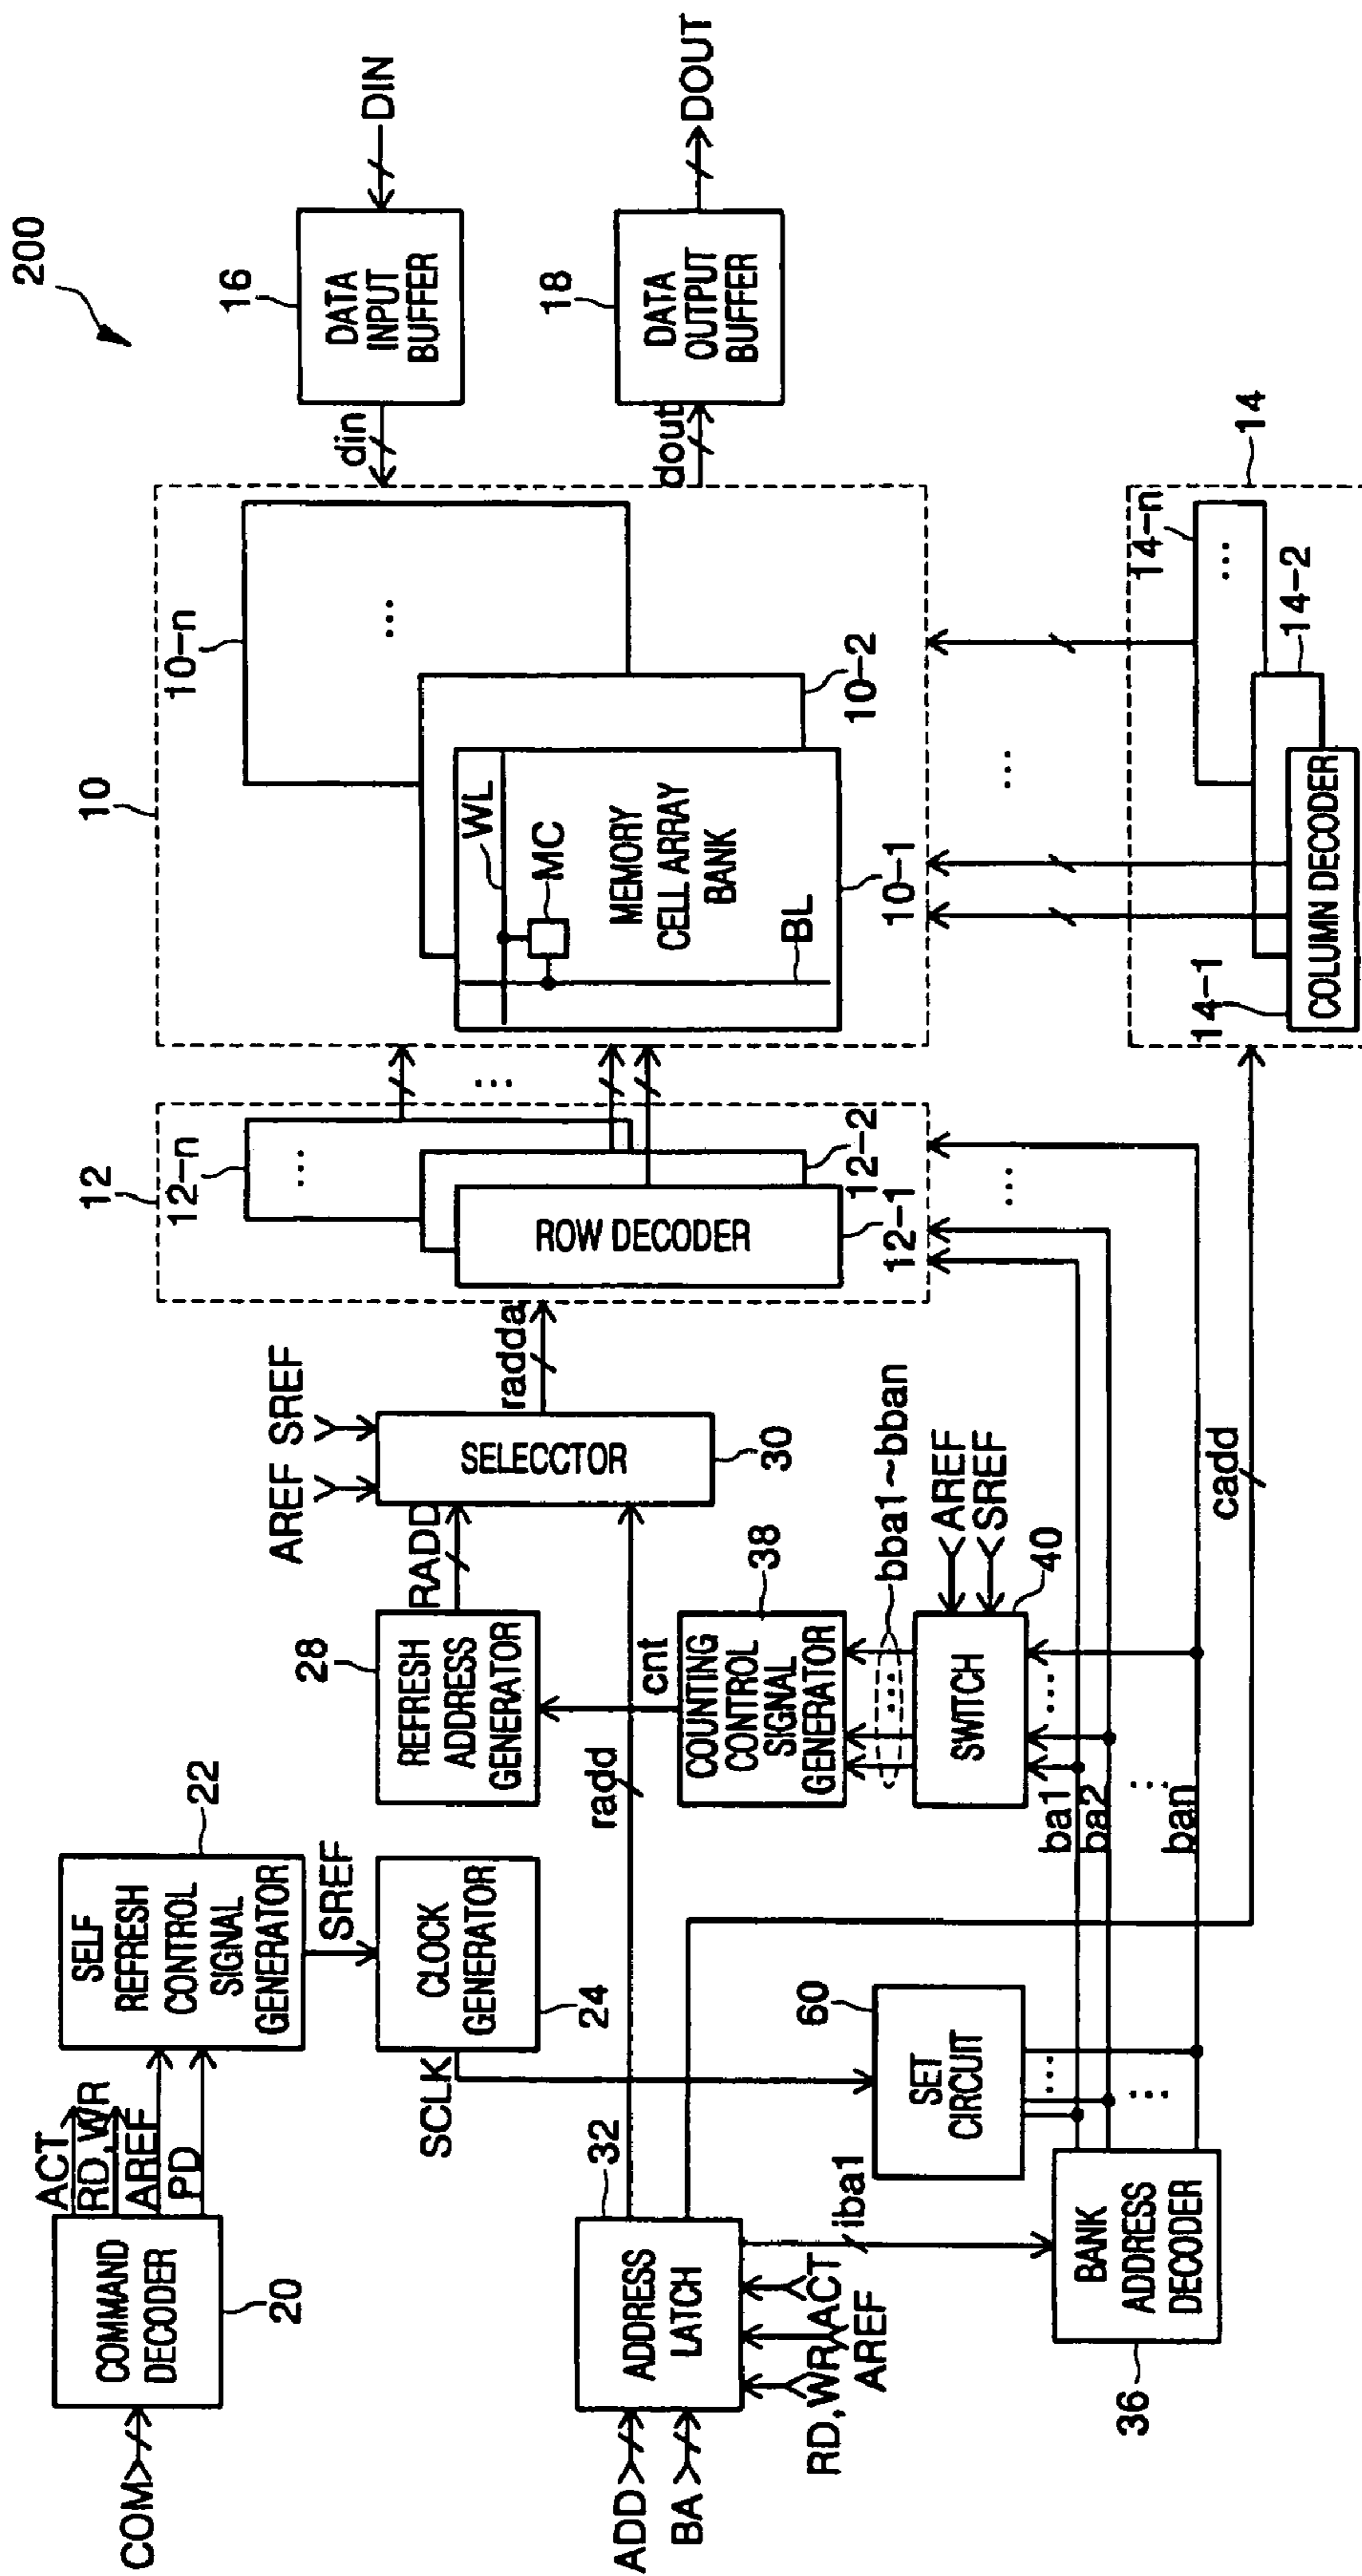 200
COM
COMMAND
DECODER
20
ACT
RD,WR
AREF
PD
SELF
REFRESH
CONTROL
SIGNAL
GENERATOR
22
SREF
CLOCK
GENERATOR
24
SCLK
REFRESH
ADDRESS
GENERATOR
28
RADD
AREF SREF
SELECCTOR
30
radda
12
12-n
...
12-2
ROW DECODER
12-1
...
10
10-n
...
10-2
WL
MC
MEMORY
CELL ARRAY
BANK
BL
10-1
din
DATA
INPUT
BUFFER
16
DIN
dout
DATA
OUTPUT
BUFFER
18
DOUT
ADD
BA
ADDRESS
LATCH
32
RD,WR
ACT
AREF
radd
iba1
cnt
COUNTING
CONTROL
SIGNAL
GENERATOR
38
bba1~bban
...
SWITCH
40
AREF
SREF
...
SET
CIRCUIT
60
...
BANK
ADDRESS
DECODER
36
...
ba1
ba2
...
ban
...
cadd
...
14
14-n
...
14-2
COLUMN DECODER
14-1